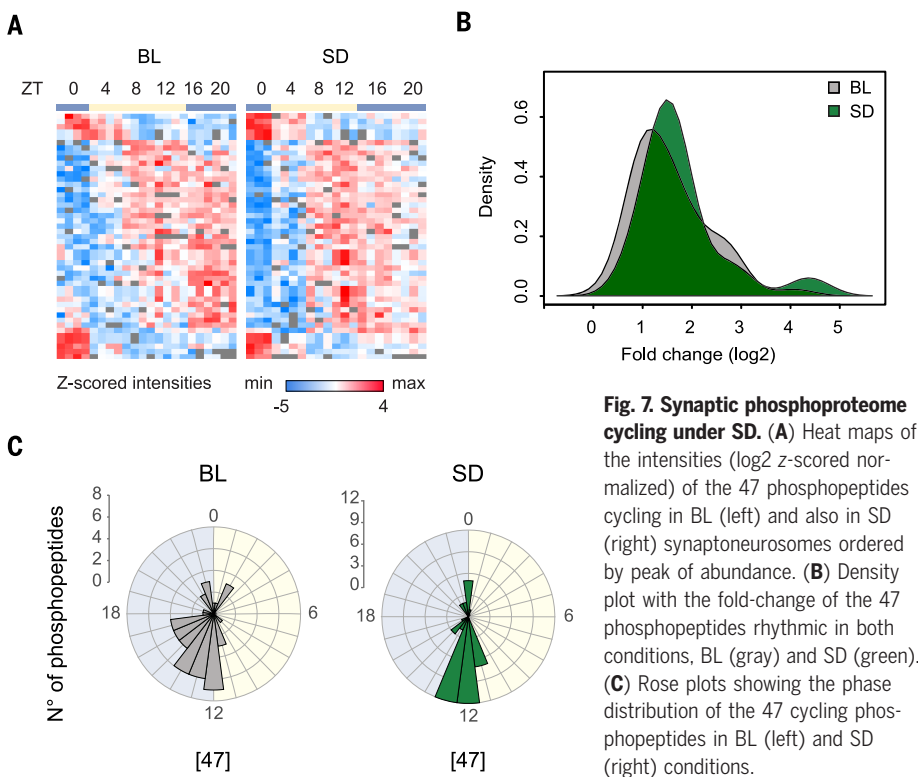 A
BL
SD
ZT 0 4 8 12 16 20 0 4 8 12 16 20
Z-scored intensities
min max
-5 4
B
BL
SD
Density
0.6
0.4
0.2
0.0
0 1 2 3 4 5
Fold change (log2)
C
BL
SD
N° of phosphopeptides
8
6
4
2
0
0
18
6
12
[47]
12
9
6
3
0
0
18
6
12
[47]
Fig. 7. Synaptic phosphoproteome
cycling under SD. (A) Heat maps of
the intensities (log2 z-scored nor-
malized) of the 47 phosphopeptides
cycling in BL (left) and also in SD
(right) synaptoneurosomes ordered
by peak of abundance. (B) Density
plot with the fold-change of the 47
phosphopeptides rhythmic in both
conditions, BL (gray) and SD (green).
(C) Rose plots showing the phase
distribution of the 47 cycling phos-
phopeptides in BL (left) and SD
(right) conditions.